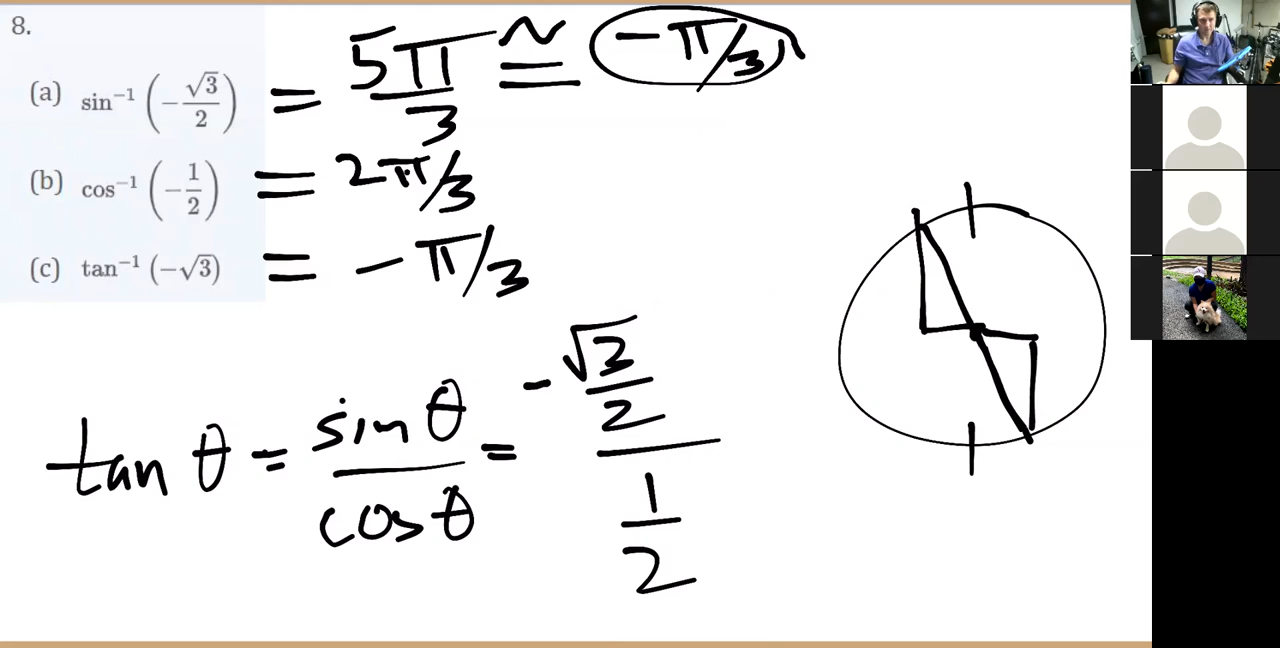 8.
(a) sin⁻¹(-√3/2) = 5π/3 ≅ -π/3
(b) cos⁻¹(-1/2) = 2π/3
(c) tan⁻¹(-√3) = -π/3
tan θ = sin θ / cos θ = -√3/2 / 1/2